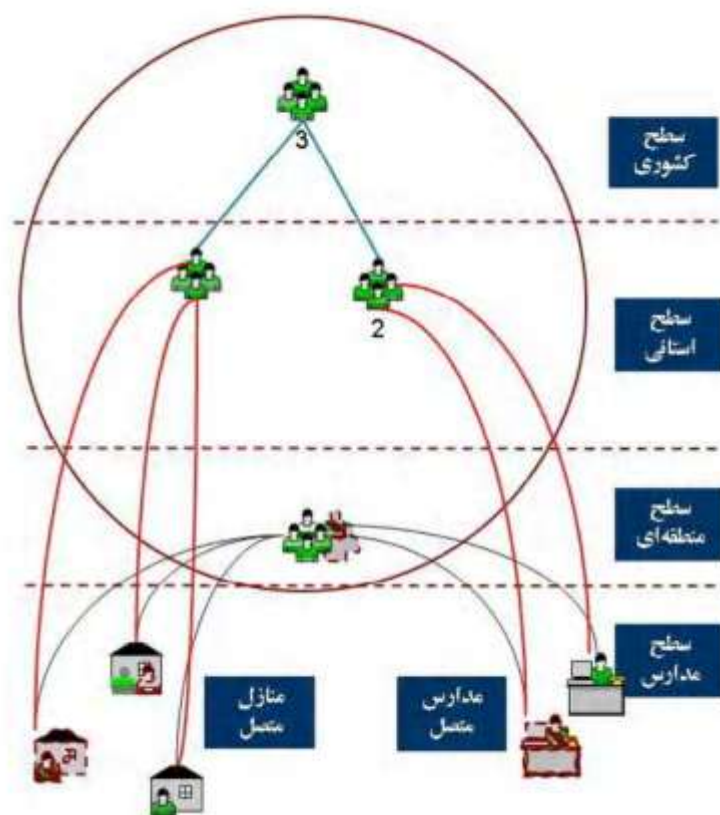 3
سطح
کشوری
2
سطح
استانی
سطح
منطقه‌ای
سطح
مدارس
مدارس
متصل
منازل
متصل